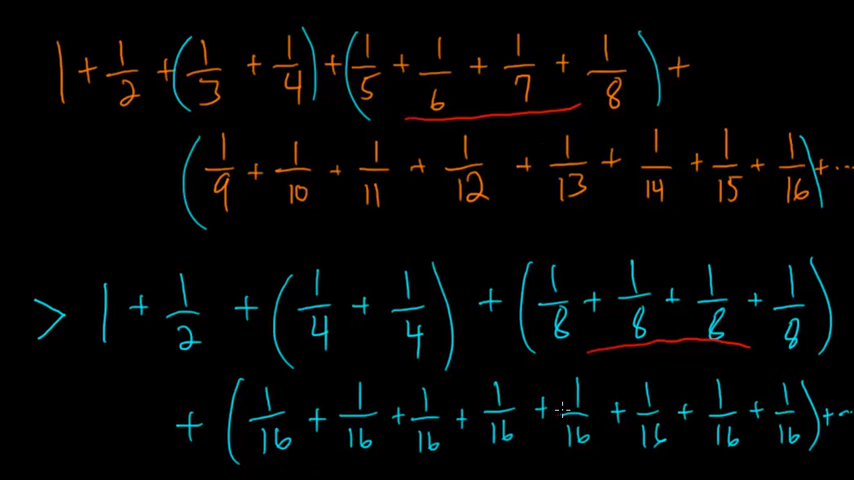 1 + 1/2 + (1/3 + 1/4) + (1/5 + 1/6 + 1/7 + 1/8) +
(1/9 + 1/10 + 1/11 + 1/12 + 1/13 + 1/14 + 1/15 + 1/16) + ...
> 1 + 1/2 + (1/4 + 1/4) + (1/8 + 1/8 + 1/8 + 1/8)
+ (1/16 + 1/16 + 1/16 + 1/16 + 1/16 + 1/16 + 1/16 + 1/16) + ...